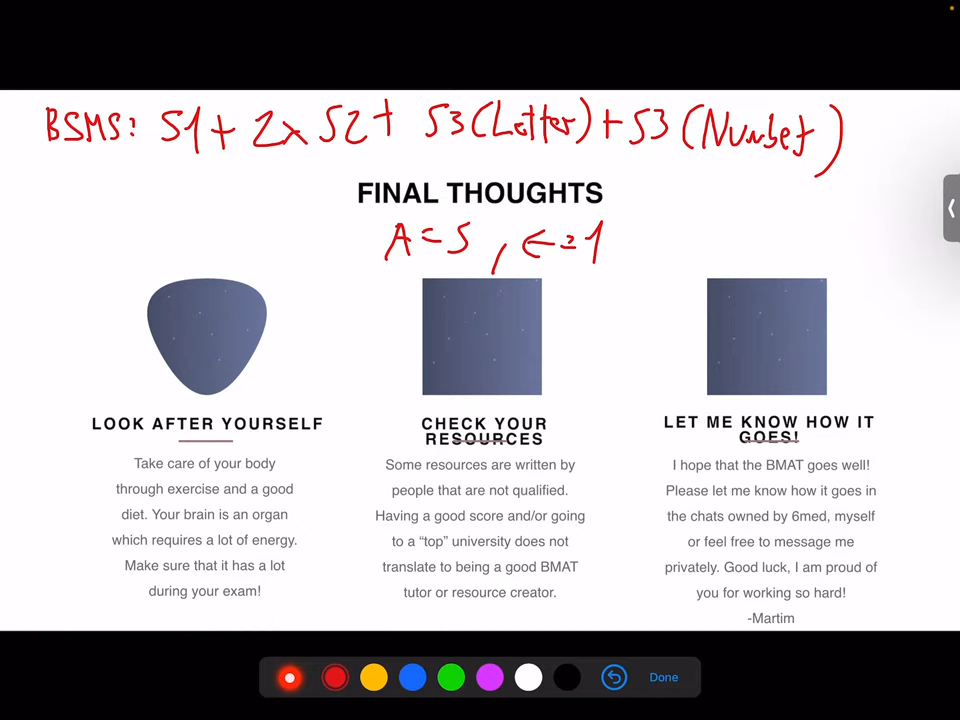 BSMS: S1 + 2x S2 + S3 (Letter) + S3 (Number)
FINAL THOUGHTS
A = 5, E = 1
LOOK AFTER YOURSELF
Take care of your body
through exercise and a good
diet. Your brain is an organ
which requires a lot of energy.
Make sure that it has a lot
during your exam!
CHECK YOUR
RESOURCES
Some resources are written by
people that are not qualified.
Having a good score and/or going
to a “top” university does not
translate to being a good BMAT
tutor or resource creator.
LET ME KNOW HOW IT
GOES!
I hope that the BMAT goes well!
Please let me know how it goes in
the chats owned by 6med, myself
or feel free to message me
privately. Good luck, I am proud of
you for working so hard!
-Martim
Done